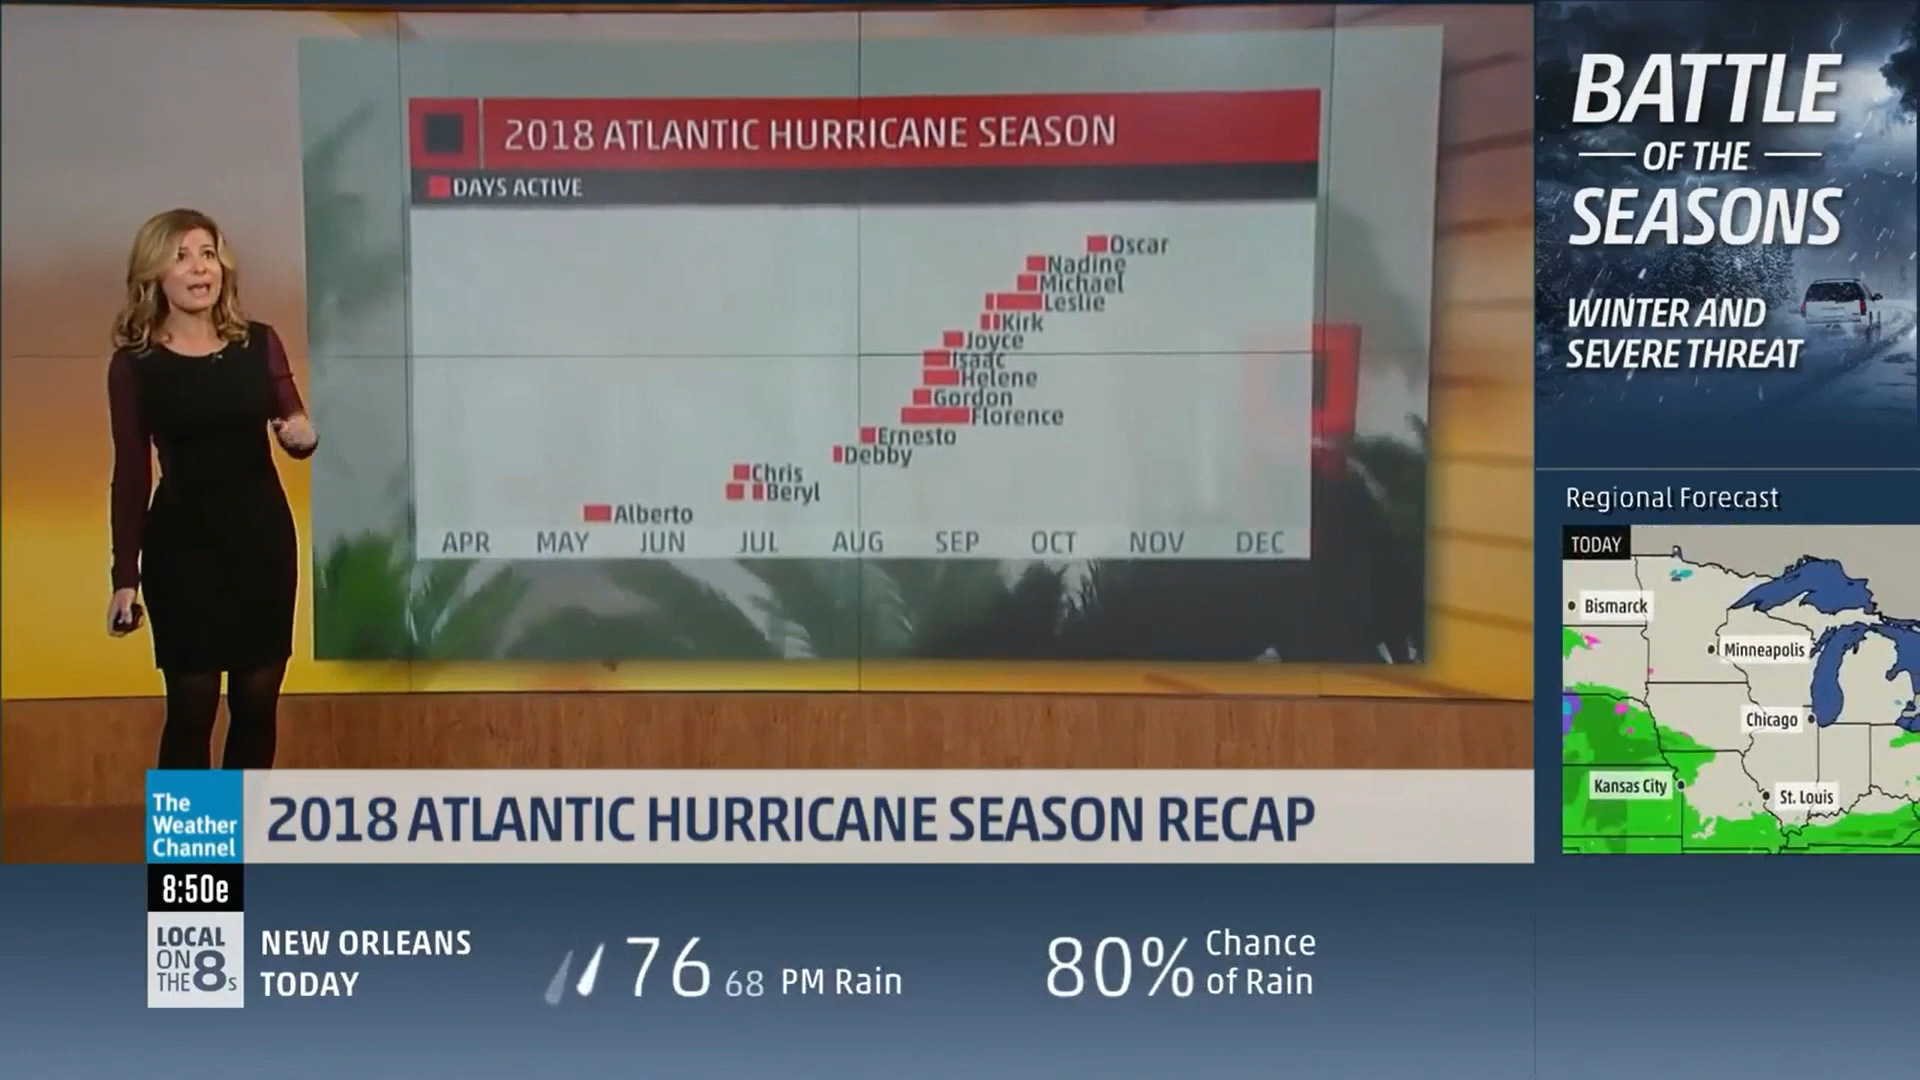 2018 ATLANTIC HURRICANE SEASON
DAYS ACTIVE
Oscar
Nadine
Michael
Leslie
Kirk
Joyce
Isaac
Helene
Gordon
Florence
Ernesto
Debby
Chris
Beryl
Alberto
APR MAY JUN JUL AUG SEP OCT NOV DEC
The
Weather
Channel
2018 ATLANTIC HURRICANE SEASON RECAP
8:50e
LOCAL
ON
THE 8s
NEW ORLEANS
TODAY
76 68 PM Rain
80% Chance
of Rain
BATTLE
OF THE
SEASONS
WINTER AND
SEVERE THREAT
Regional Forecast
TODAY
Bismarck
Minneapolis
Chicago
Kansas City
St. Louis